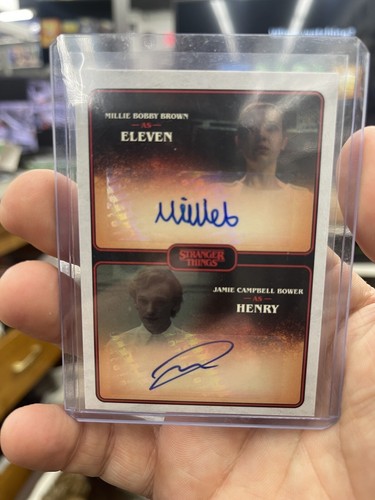 MILLIE BOBBY BROWN
AS
ELEVEN
STRANGER
THINGS
JAMIE CAMPBELL BOWER
AS
HENRY